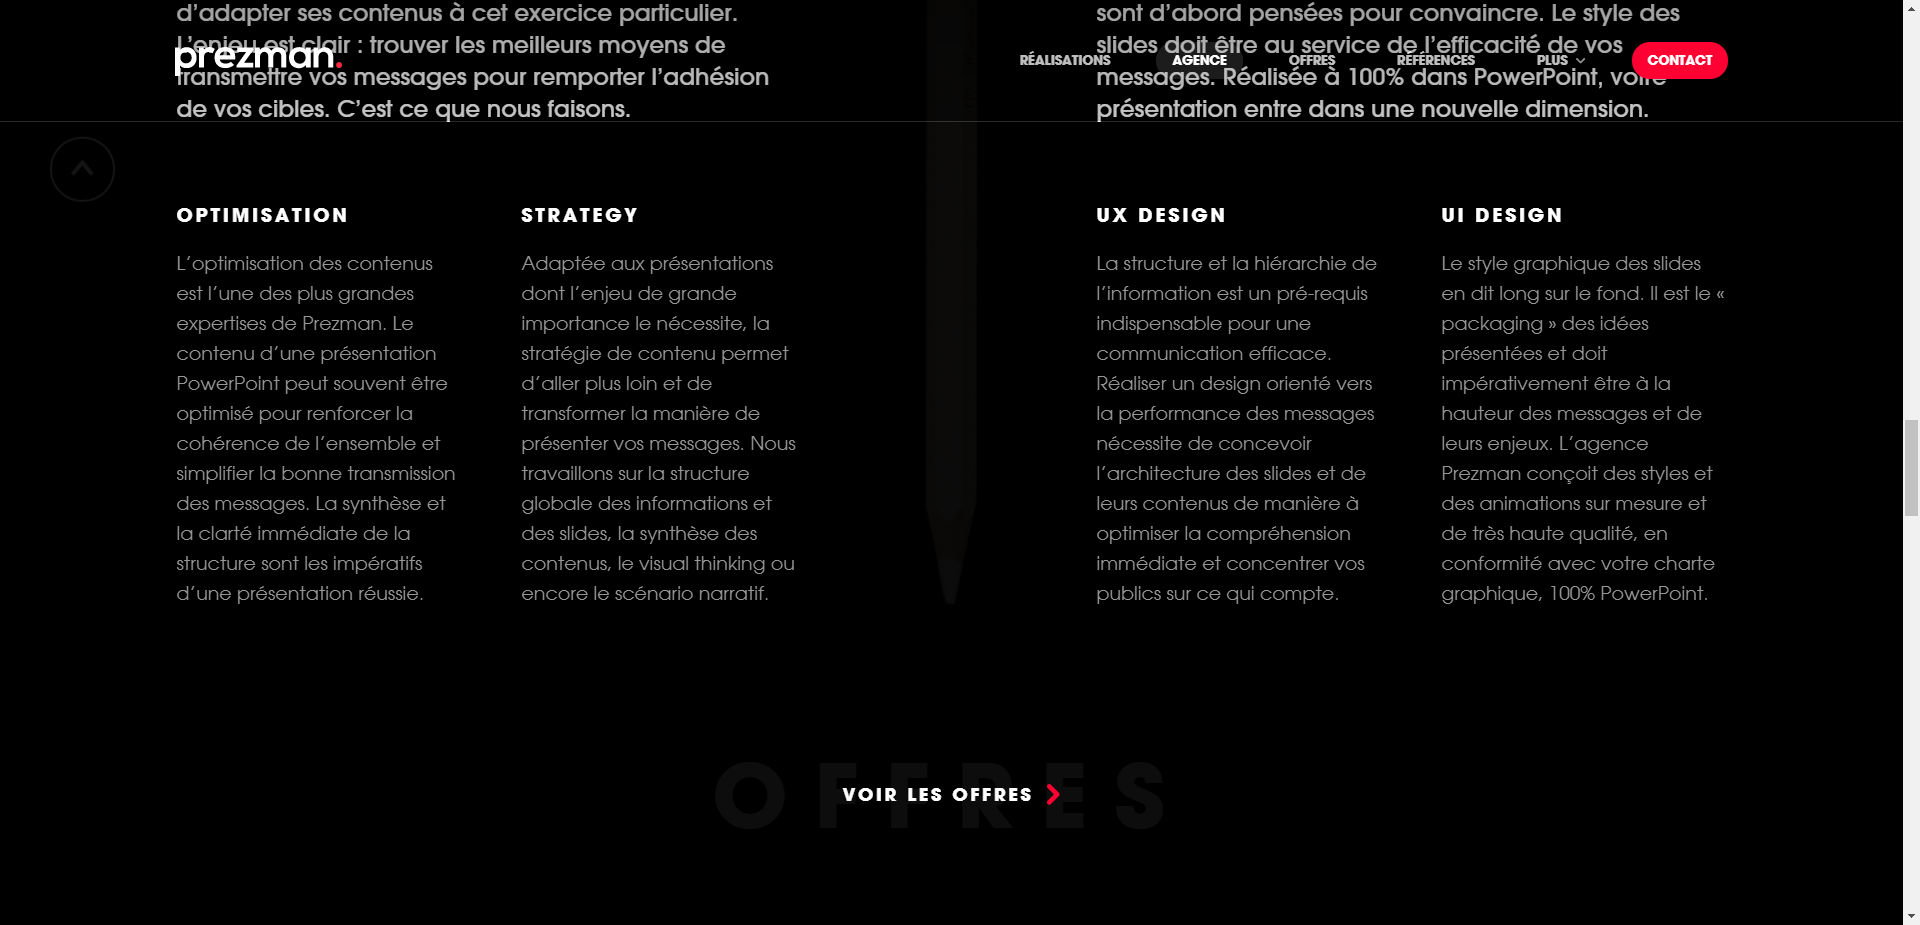 d’adapter ses contenus à cet exercice particulier.
L’enjeu est clair : trouver les meilleurs moyens de
transmettre vos messages pour remporter l’adhésion
de vos cibles. C’est ce que nous faisons.
sont d’abord pensées pour convaincre. Le style des
slides doit être au service de l’efficacité de vos
messages. Réalisée à 100% dans PowerPoint, votre
présentation entre dans une nouvelle dimension.
prezman.
RÉALISATIONS
AGENCE
OFFRES
RÉFÉRENCES
PLUS
CONTACT
OPTIMISATION
L’optimisation des contenus
est l’une des plus grandes
expertises de Prezman. Le
contenu d’une présentation
PowerPoint peut souvent être
optimisé pour renforcer la
cohérence de l’ensemble et
simplifier la bonne transmission
des messages. La synthèse et
la clarté immédiate de la
structure sont les impératifs
d’une présentation réussie.
STRATEGY
Adaptée aux présentations
dont l’enjeu de grande
importance le nécessite, la
stratégie de contenu permet
d’aller plus loin et de
transformer la manière de
présenter vos messages. Nous
travaillons sur la structure
globale des informations et
des slides, la synthèse des
contenus, le visual thinking ou
encore le scénario narratif.
UX DESIGN
La structure et la hiérarchie de
l’information est un pré-requis
indispensable pour une
communication efficace.
Réaliser un design orienté vers
la performance des messages
nécessite de concevoir
l’architecture des slides et de
leurs contenus de manière à
optimiser la compréhension
immédiate et concentrer vos
publics sur ce qui compte.
UI DESIGN
Le style graphique des slides
en dit long sur le fond. Il est le «
packaging » des idées
présentées et doit
impérativement être à la
hauteur des messages et de
leurs enjeux. L’agence
Prezman conçoit des styles et
des animations sur mesure et
de très haute qualité, en
conformité avec votre charte
graphique, 100% PowerPoint.
OFFRES
VOIR LES OFFRES